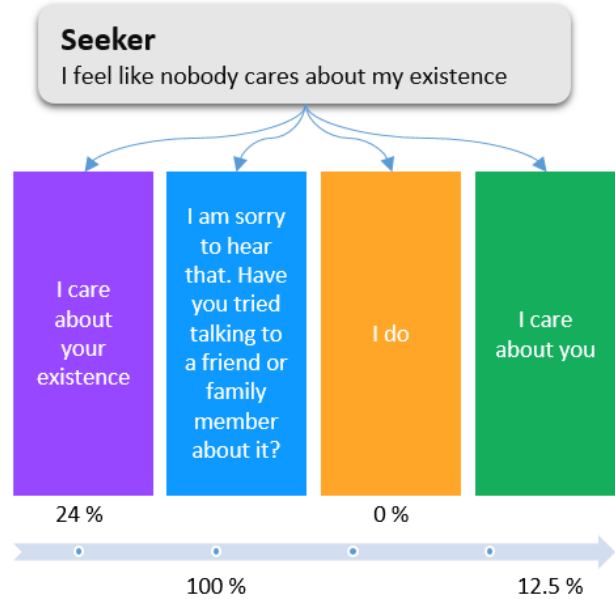 Seeker
I feel like nobody cares about my existence
I care
about
your
existence
I am sorry
to hear
that. Have
you tried
talking to
a friend or
family
member
about it?
I do
I care
about you
24 %
0 %
100 %
12.5 %